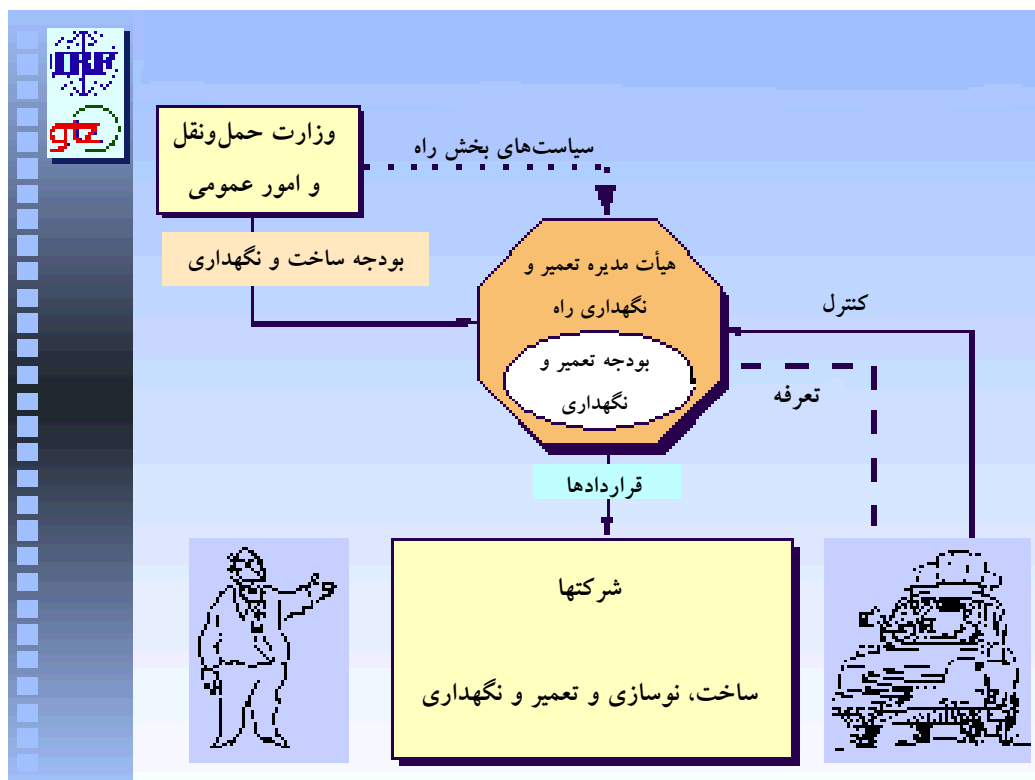 IRF
gtz
وزارت حمل‌ونقل
و امور عمومی
سیاست‌های بخش راه
بودجه ساخت و نگهداری
هیأت مدیره تعمیر و
نگهداری راه
بودجه تعمیر و
نگهداری
کنترل
تعرفه
قراردادها
شرکتها
ساخت، نوسازی و تعمیر و نگهداری